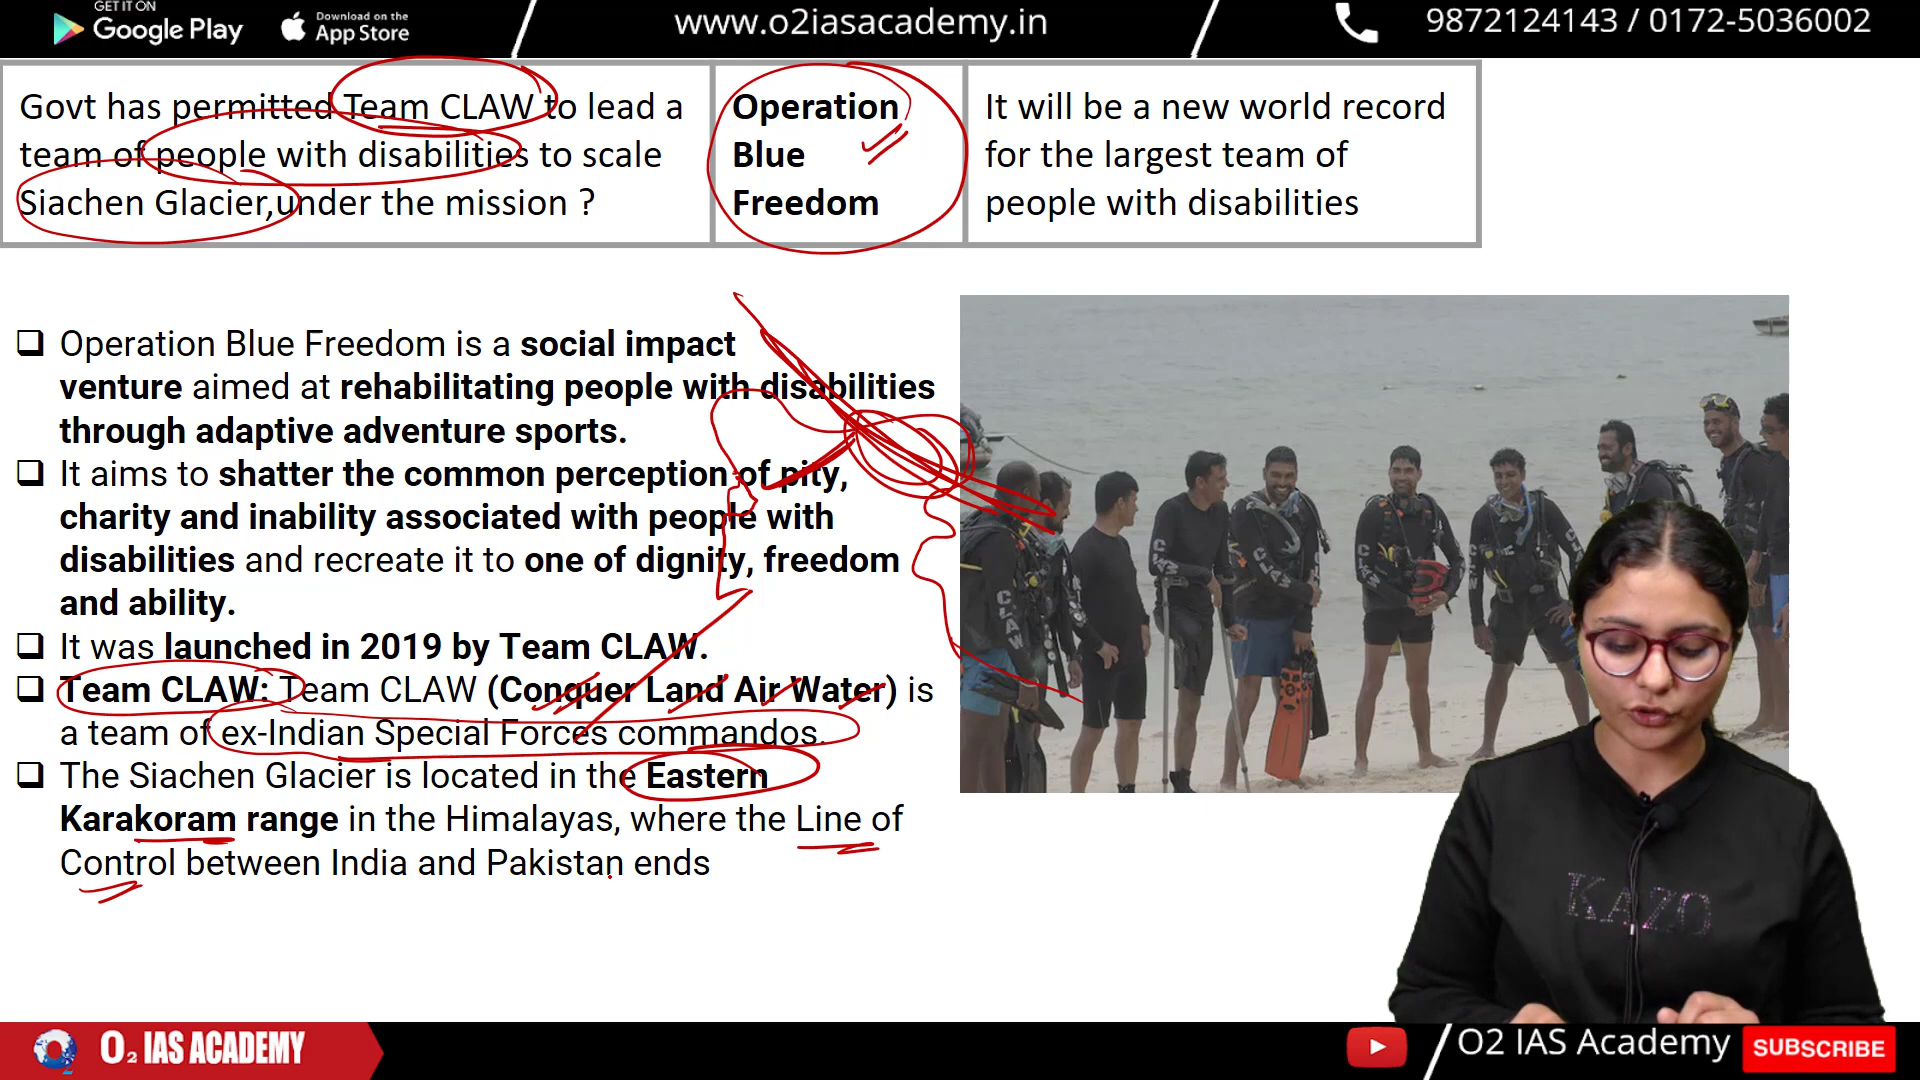 GET IT ON
Google Play
Download on the
App Store
www.o2iasacademy.in
9872124143 / 0172-5036002
Govt has permitted Team CLAW to lead a
team of people with disabilities to scale
Siachen Glacier,under the mission ?
Operation
Blue
Freedom
It will be a new world record
for the largest team of
people with disabilities
Operation Blue Freedom is a social impact
venture aimed at rehabilitating people with disabilities
through adaptive adventure sports.
It aims to shatter the common perception of pity,
charity and inability associated with people with
disabilities and recreate it to one of dignity, freedom
and ability.
It was launched in 2019 by Team CLAW.
Team CLAW: Team CLAW (Conquer Land Air Water) is
a team of ex-Indian Special Forces commandos.
The Siachen Glacier is located in the Eastern
Karakoram range in the Himalayas, where the Line of
Control between India and Pakistan ends
CLAW
CLAW
CLAW
CLAW
CLAW
KAZO
O2 IAS ACADEMY
O2 IAS Academy
SUBSCRIBE